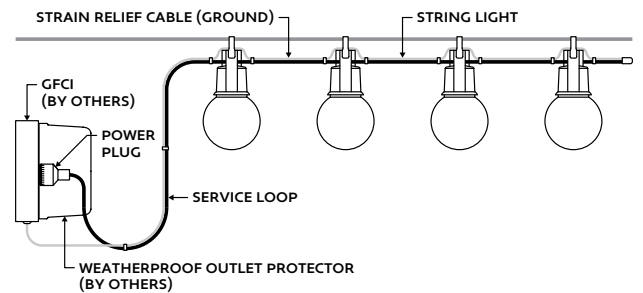 STRAIN RELIEF CABLE (GROUND)
STRING LIGHT
GFCI
(BY OTHERS)
POWER
PLUG
SERVICE LOOP
WEATHERPROOF OUTLET PROTECTOR
(BY OTHERS)